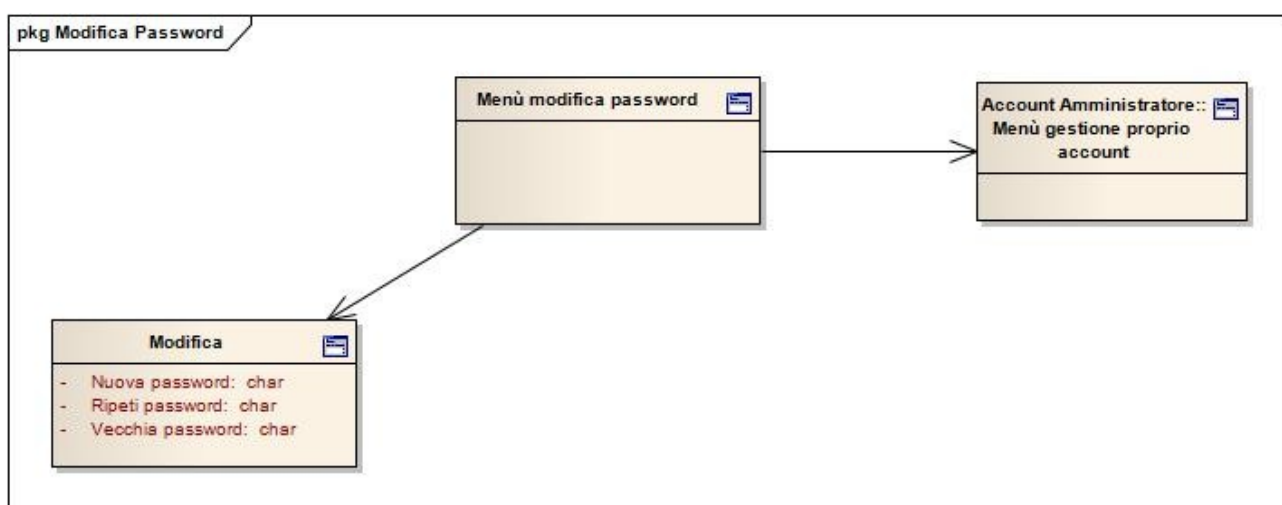 pkg Modifica Password
Menù modifica password
Account Amministratore::
Menù gestione proprio
account
Modifica
- Nuova password: char
- Ripeti password: char
- Vecchia password: char